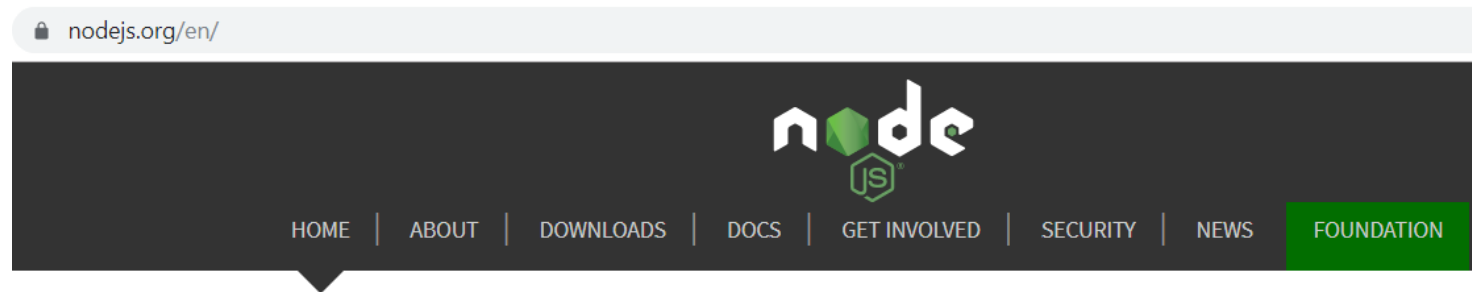 nodejs.org/en/
node
JS®
HOME | ABOUT | DOWNLOADS | DOCS | GET INVOLVED | SECURITY | NEWS FOUNDATION